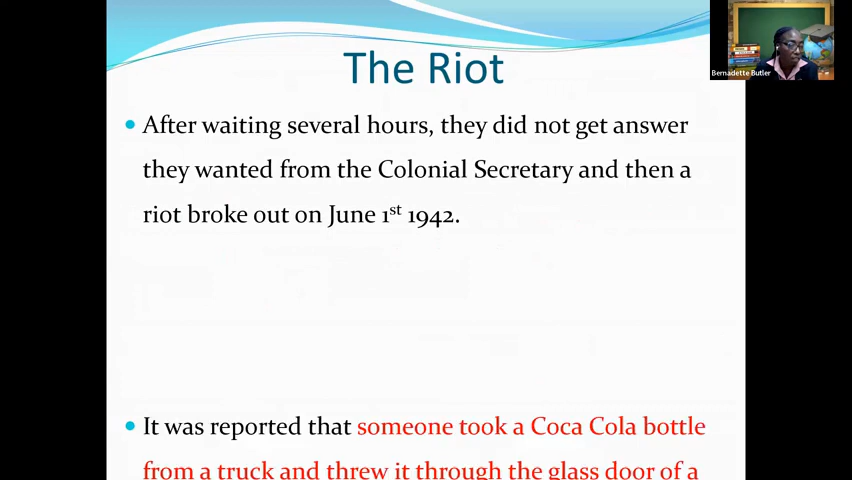 The Riot
Bernadette Butler
• After waiting several hours, they did not get answer
they wanted from the Colonial Secretary and then a
riot broke out on June 1st 1942.
• It was reported that someone took a Coca Cola bottle
from a truck and threw it through the glass door of a